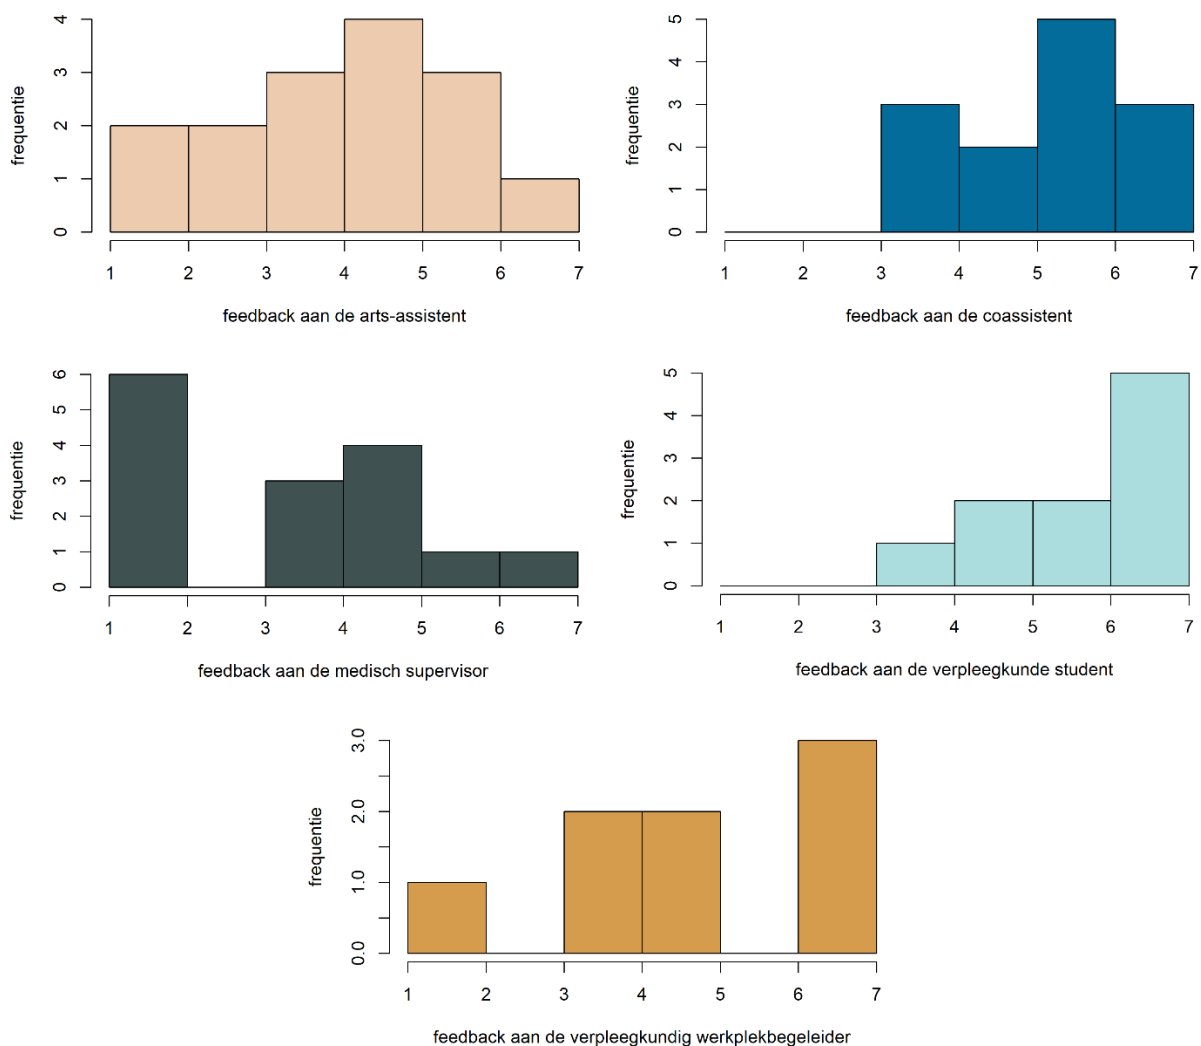 frequentie
0 1 2 3 4
1 2 3 4 5 6 7
feedback aan de arts-assistent
frequentie
0 1 2 3 4 5
1 2 3 4 5 6 7
feedback aan de coassistent
frequentie
0 1 2 3 4 5 6
1 2 3 4 5 6 7
feedback aan de medisch supervisor
frequentie
0 1 2 3 4 5
1 2 3 4 5 6 7
feedback aan de verpleegkunde student
frequentie
0.0 1.0 2.0 3.0
1 2 3 4 5 6 7
feedback aan de verpleegkundig werkplekbegeleider